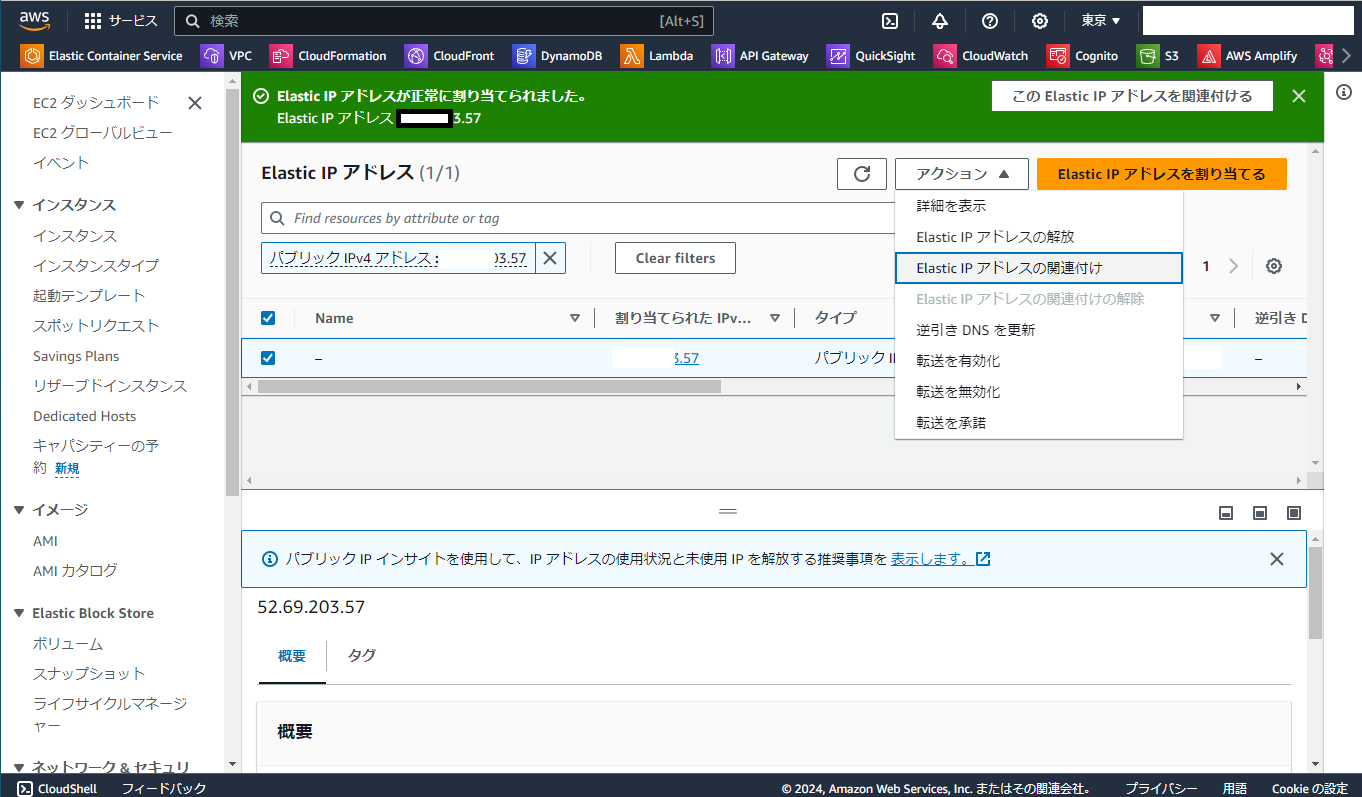 aws サービス 検索 [Alt+S] 東京
Elastic Container Service VPC CloudFormation CloudFront DynamoDB Lambda API Gateway QuickSight CloudWatch Cognito S3 AWS Amplify
EC2 ダッシュボード
EC2 グローバルビュー
イベント
インスタンス
インスタンス
インスタンスタイプ
起動テンプレート
スポットリクエスト
Savings Plans
リザーブドインスタンス
Dedicated Hosts
キャパシティーの予
約 新規
イメージ
AMI
AMI カタログ
Elastic Block Store
ボリューム
スナップショット
ライフサイクルマネージ
ャー
ネットワーク & セキュリ
Elastic IP アドレスが正常に割り当てられました。
Elastic IP アドレス 3.57
この Elastic IP アドレスを関連付ける
Elastic IP アドレス (1/1)
アクション
Elastic IP アドレスを割り当てる
Find resources by attribute or tag
パブリック IPv4 アドレス: 03.57
Clear filters
1
詳細を表示
Elastic IP アドレスの解放
Elastic IP アドレスの関連付け
Elastic IP アドレスの関連付けの解除
逆引き DNS を更新
転送を有効化
転送を無効化
転送を承諾
Name 割り当てられた IPv... タイプ 逆引き D
– 3.57 パブリック I –
パブリック IP インサイトを使用して、IP アドレスの使用状況と未使用 IP を解放する推奨事項を 表示します。
52.69.203.57
概要 タグ
概要
CloudShell フィードバック © 2024, Amazon Web Services, Inc. またはその関連会社。 プライバシー 用語 Cookie の設定